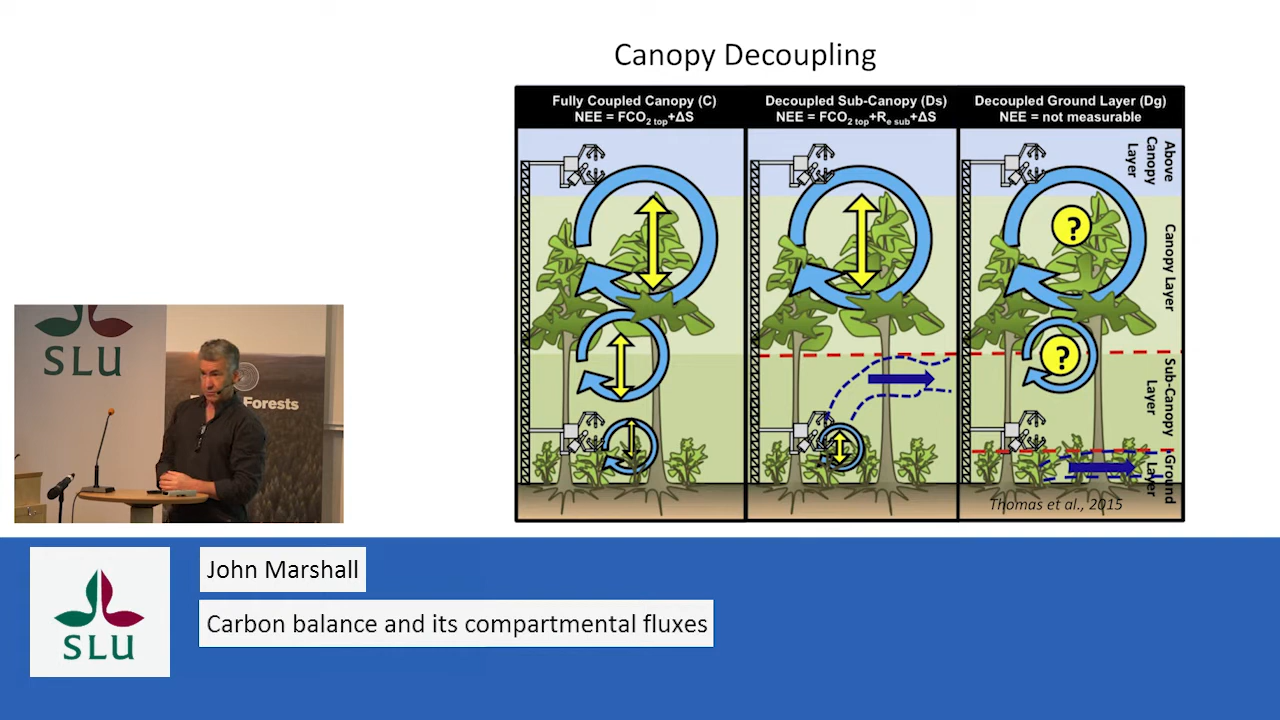 Canopy Decoupling
Fully Coupled Canopy (C)
NEE = FCO2 top+ΔS
Decoupled Sub-Canopy (Ds)
NEE = FCO2 top+Re sub+ΔS
Decoupled Ground Layer (Dg)
NEE = not measurable
Above
Canopy
Layer
Canopy Layer
Sub-Canopy
Layer
Ground
Layer
?
?
Thomas et al., 2015
SLU
Forests
SLU
John Marshall
Carbon balance and its compartmental fluxes